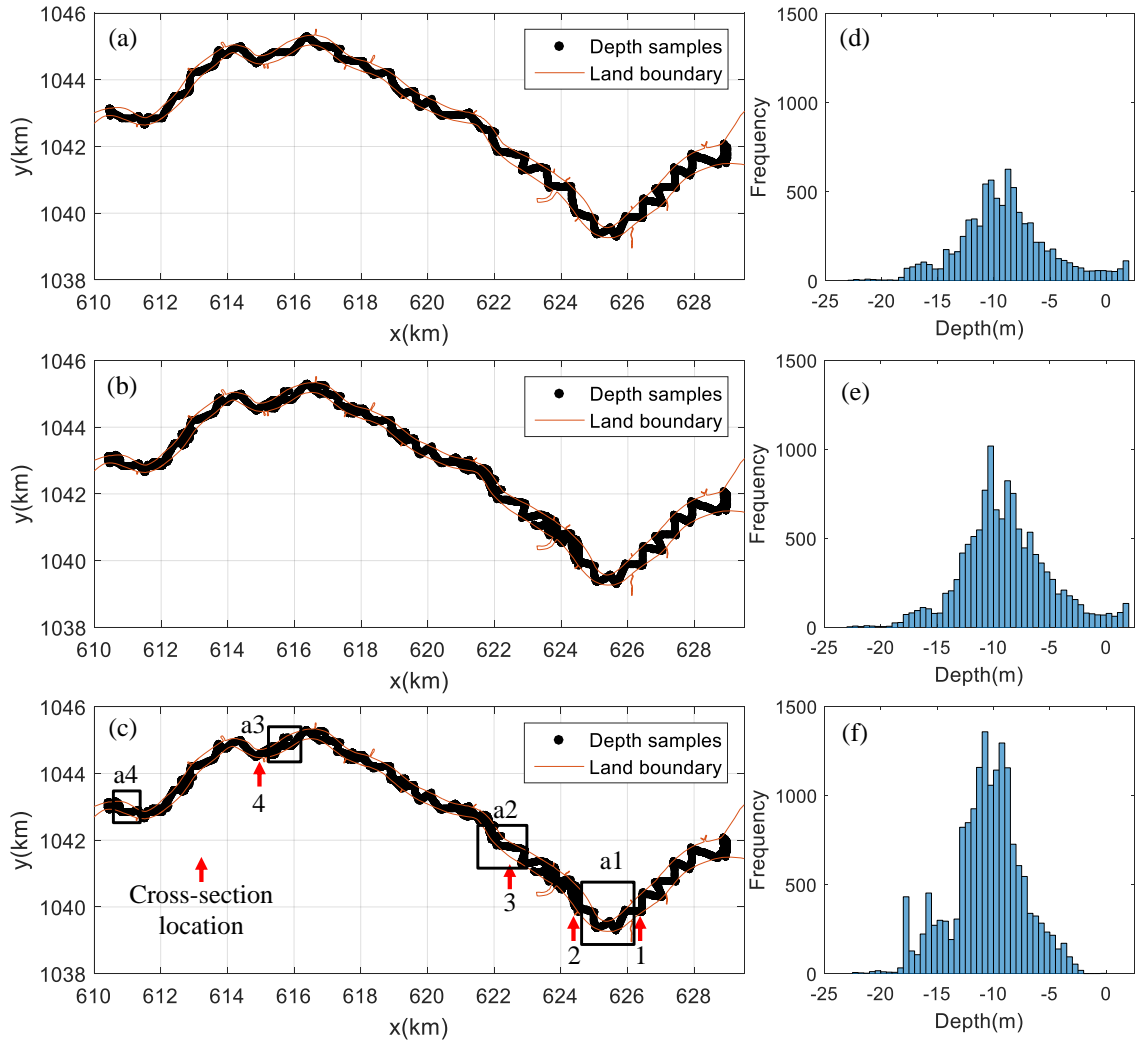 1046
1044
1042
1040
1038
y(km)
(a)
Depth samples
Land boundary
610 612 614 616 618 620 622 624 626 628
x(km)
1500
1000
500
0
Frequency
(d)
-25 -20 -15 -10 -5 0
Depth(m)
1046
1044
1042
1040
1038
y(km)
(b)
Depth samples
Land boundary
610 612 614 616 618 620 622 624 626 628
x(km)
1500
1000
500
0
Frequency
(e)
-25 -20 -15 -10 -5 0
Depth(m)
1046
1044
1042
1040
1038
y(km)
(c)
a3
Depth samples
Land boundary
a4
4
a2
a1
3
Cross-section
location
2 1
610 612 614 616 618 620 622 624 626 628
x(km)
1500
1000
500
0
Frequency
(f)
-25 -20 -15 -10 -5 0
Depth(m)